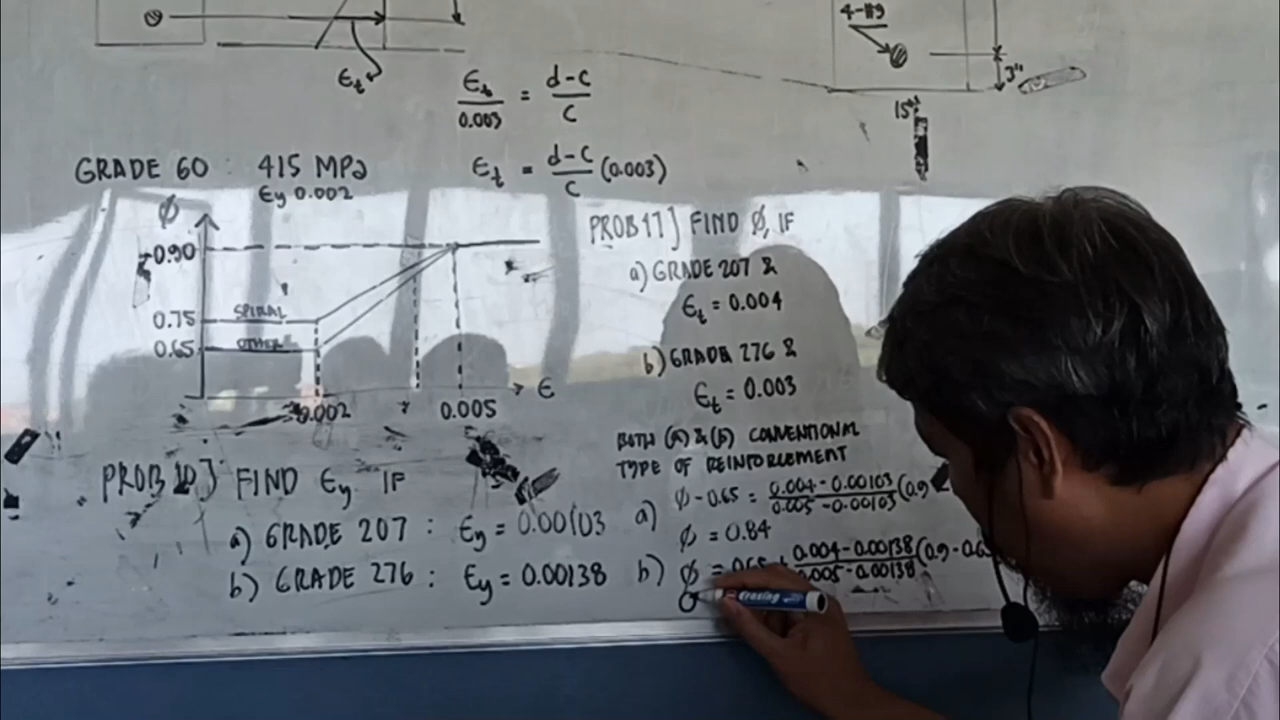 4-#9
3"
15"
εt
εt/0.003 = d-c/c
εt = d-c/c (0.003)
GRADE 60 : 415 MPa
εy 0.002
φ
0.90
0.75
SPIRAL
0.65
OTHER
0.002
0.005
ε
PROB 10] FIND εy IF
a) GRADE 207 : εy = 0.00103
b) GRADE 276 : εy = 0.00138
PROB 17] FIND φ, IF
a) GRADE 207 &
εt = 0.004
b) GRADE 276 &
εt = 0.003
BOTH (a) & (b) CONVENTIONAL
TYPE OF REINFORCEMENT
a) φ - 0.65 = 0.004 - 0.00103/0.005 - 0.00103 (0.9
φ = 0.84
b) φ = 0.65 + 0.004 - 0.00138/0.005 - 0.00138 (0.9 - 0.65
Erasing